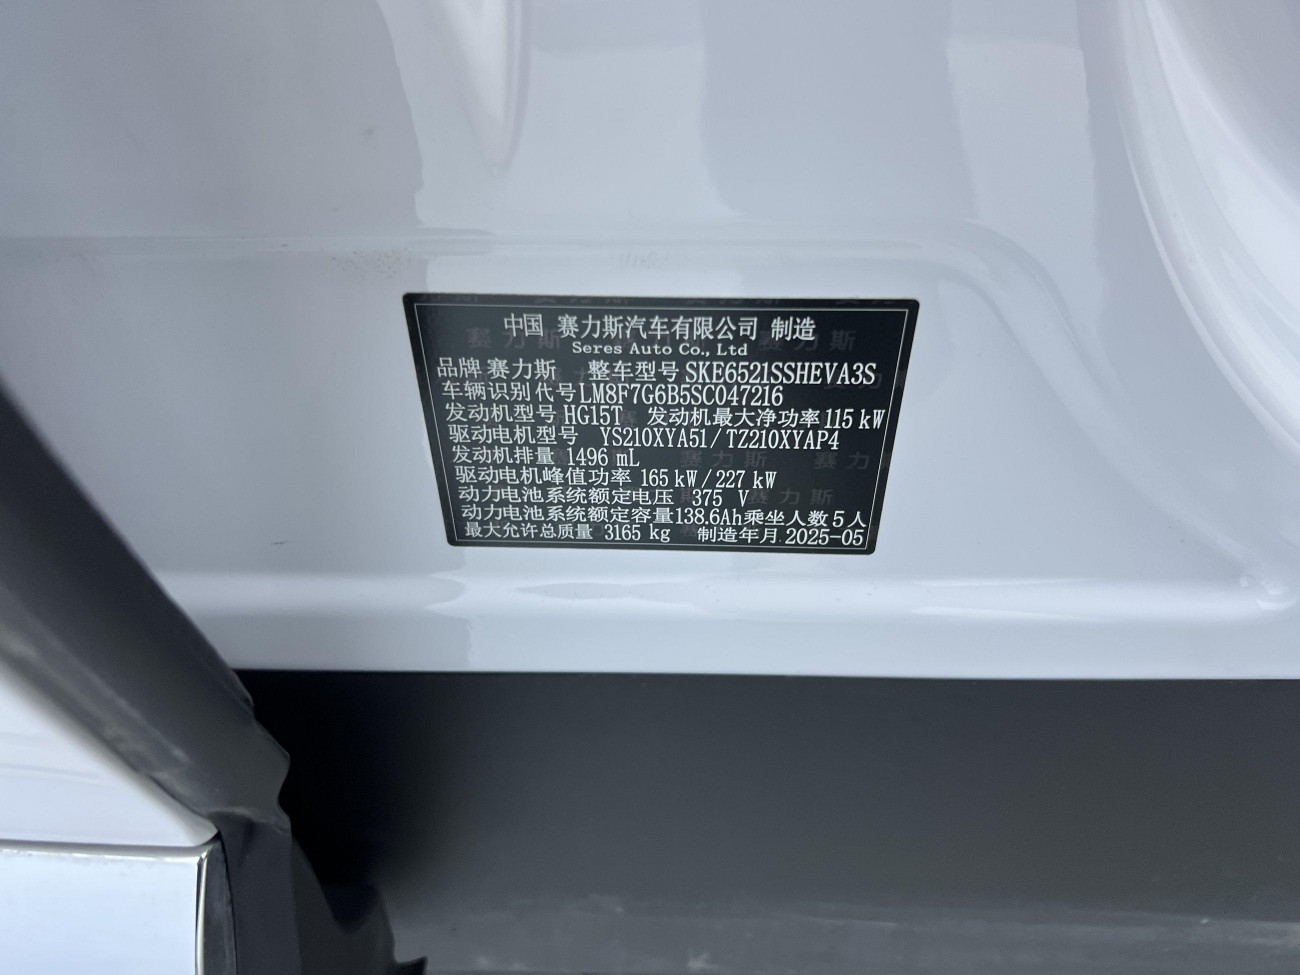 中国 赛力斯汽车有限公司 制造
Seres Auto Co., Ltd
品牌 赛力斯 整车型号 SKE6521SSHEVA3S
车辆识别代号 LM8F7G6B5SC047216
发动机型号 HG15T 发动机最大净功率 115 kW
驱动电机型号 YS210XYA51/TZ210XYAP4
发动机排量 1496 mL
驱动电机峰值功率 165 kW/227 kW
动力电池系统额定电压 375 V
动力电池系统额定容量 138.6Ah 乘坐人数 5 人
最大允许总质量 3165 kg 制造年月 2025-05